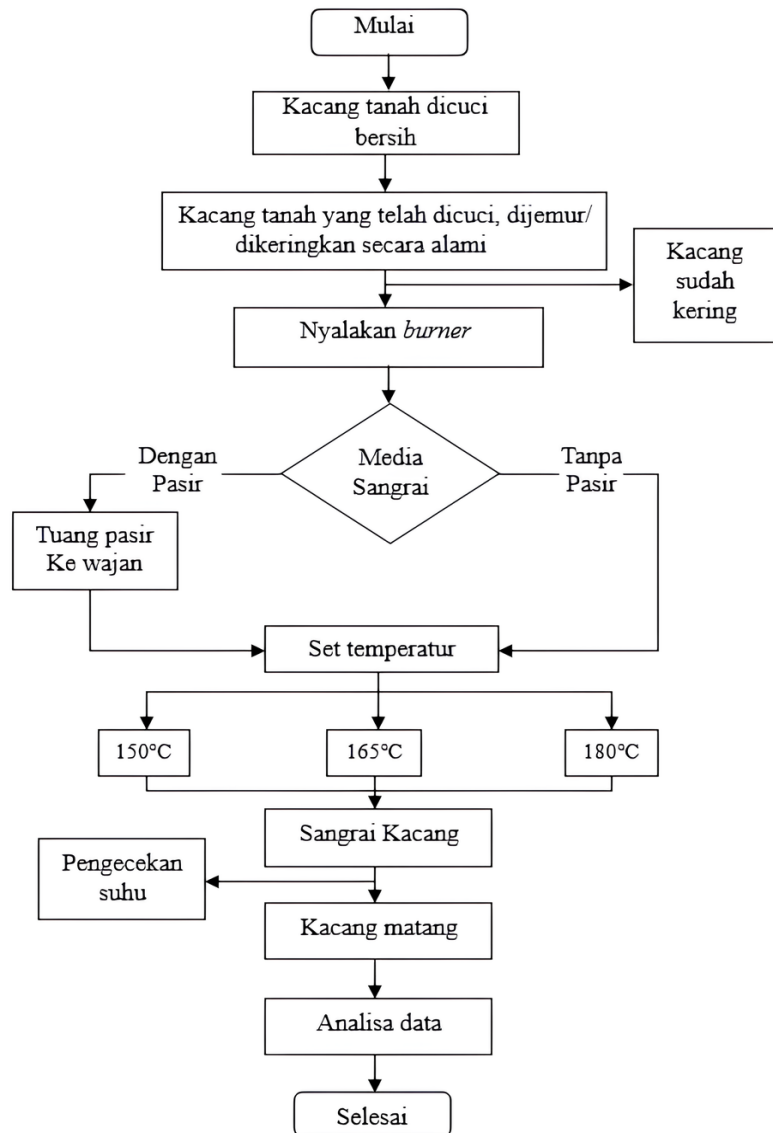 Mulai
Kacang tanah dicuci
bersih
Kacang tanah yang telah dicuci, dijemur/
dikeringkan secara alami
Kacang
sudah
kering
Nyalakan burner
Media
Sangrai
Dengan
Pasir
Tanpa
Pasir
Tuang pasir
Ke wajan
Set temperatur
150°C
165°C
180°C
Sangrai Kacang
Pengecekan
suhu
Kacang matang
Analisa data
Selesai